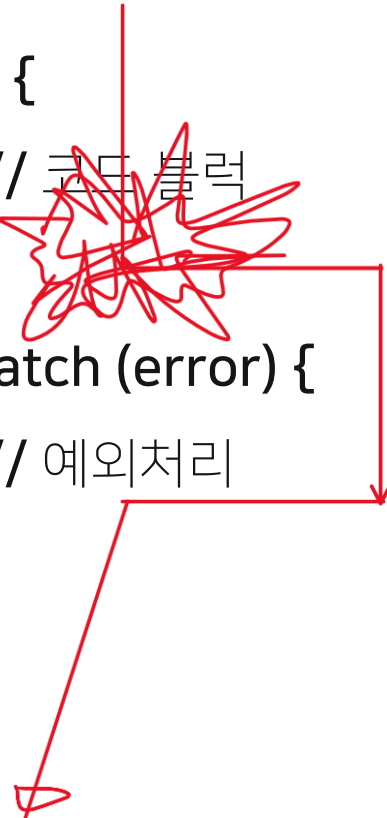 {
// 코드 블럭
atch (error) {
// 예외처리